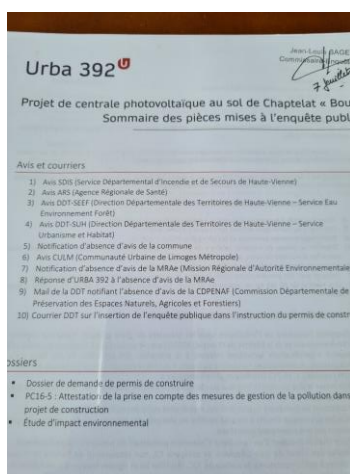 Jean-Louis SAGE
Commissaire
Urba 392
7 juillet
Projet de centrale photovoltaïque au sol de Chaptelat « Bou
Sommaire des pièces mises à l'enquête publ
Avis et courriers
1) Avis SDIS (Service Départemental d'Incendie et de Secours de Haute-Vienne)
2) Avis ARS (Agence Régionale de Santé)
3) Avis DDT-SEEF (Direction Départementale des Territoires de Haute-Vienne – Service Eau
Environnement Forêt)
4) Avis DDT-SUH (Direction Départementale des Territoires de Haute-Vienne – Service
Urbanisme et Habitat)
5) Notification d'absence d'avis de la commune
6) Avis CULM (Communauté Urbaine de Limoges Métropole)
7) Notification d'absence d'avis de la MRAe (Mission Régionale d'Autorité Environnementale
8) Réponse d'URBA 392 à l'absence d'avis de la MRAe
9) Mail de la DDT notifiant l'absence d'avis de la CDPENAF (Commission Départementale de
Préservation des Espaces Naturels, Agricoles et Forestiers)
10) Courrier DDT sur l'insertion de l'enquête publique dans l'instruction du permis de constr
ossiers
• Dossier de demande de permis de construire
• PC16-5 : Attestation de la prise en compte des mesures de gestion de la pollution dans
projet de construction
• Étude d'impact environnemental